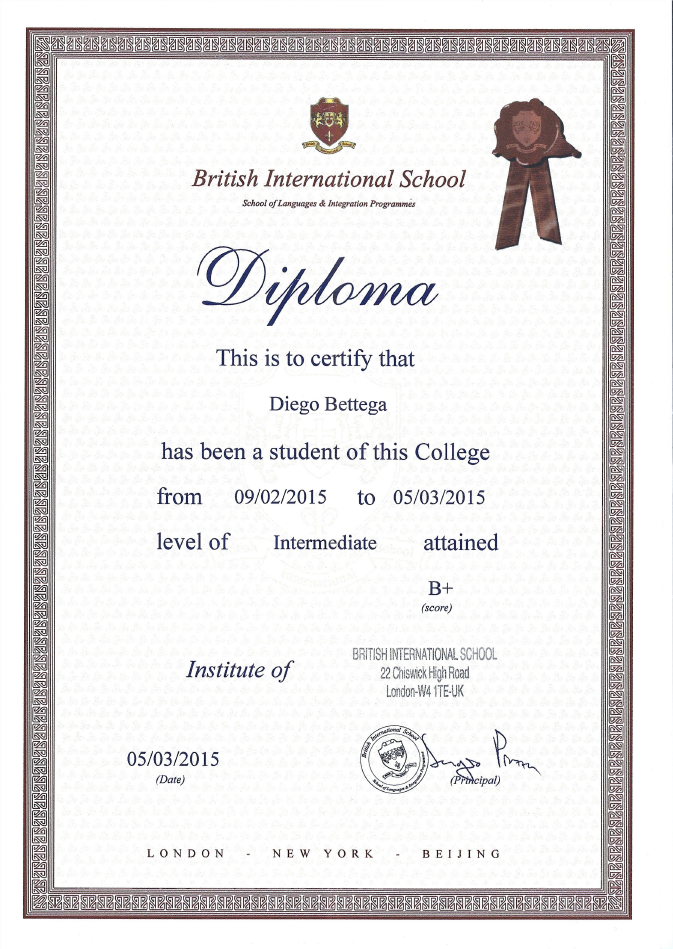 British International School
School of Languages & Integration Programmes
Diploma
This is to certify that
Diego Bettega
has been a student of this College
from 09/02/2015 to 05/03/2015
level of Intermediate attained
B+
(score)
Institute of
BRITISH INTERNATIONAL SCHOOL
22 Chiswick High Road
London-W4 1TE-UK
British International School
School of Languages & Integration Programmes
05/03/2015
(Date)
(Principal)
LONDON - NEW YORK - BEIJING